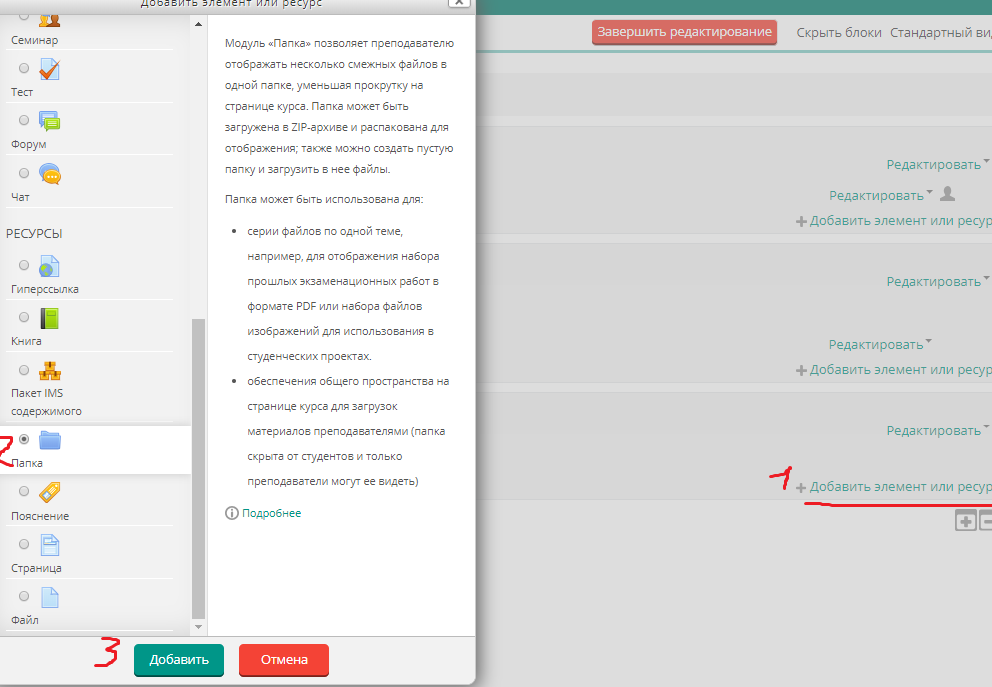 Добавить элемент или ресурс
Завершить редактирование
Скрыть блоки
Стандартный ви
Семинар
Тест
Форум
Чат
РЕСУРСЫ
Гиперссылка
Книга
Пакет IMS
содержимого
2
Папка
Пояснение
Страница
Файл
Модуль «Папка» позволяет преподавателю
отображать несколько смежных файлов в
одной папке, уменьшая прокрутку на
странице курса. Папка может быть
загружена в ZIP-архиве и распакована для
отображения; также можно создать пустую
папку и загрузить в нее файлы.
Папка может быть использована для:
серии файлов по одной теме,
например, для отображения набора
прошлых экзаменационных работ в
формате PDF или набора файлов
изображений для использования в
студенческих проектах.
обеспечения общего пространства на
странице курса для загрузок
материалов преподавателями (папка
скрыта от студентов и только
преподаватели могут ее видеть)
Подробнее
3
Добавить
Отмена
Редактировать
Редактировать
Добавить элемент или ресур
Редактировать
Редактировать
Добавить элемент или ресур
Редактировать
1
Добавить элемент или ресур